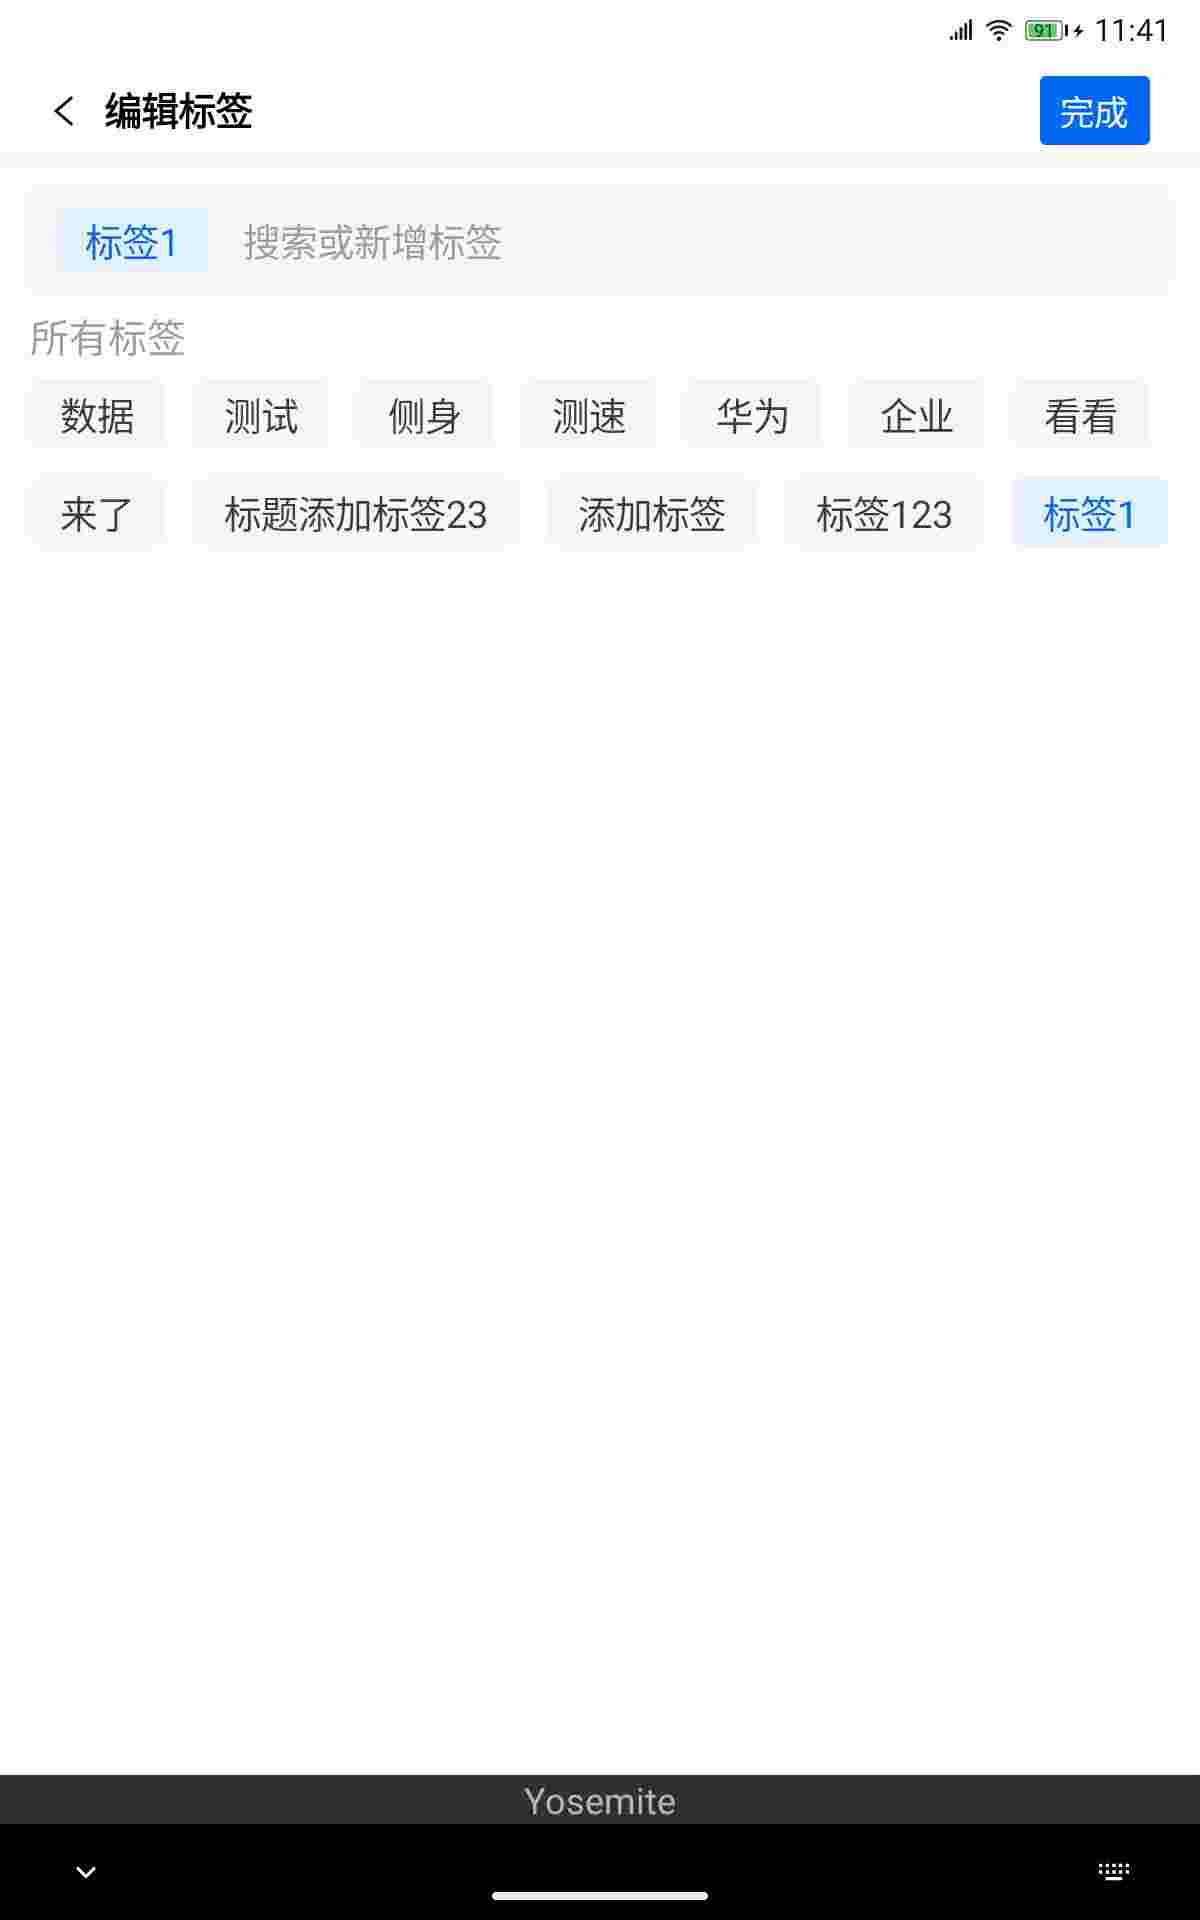 91 11:41
编辑标签 完成
标签1 搜索或新增标签
所有标签
数据 测试 侧身 测速 华为 企业 看看
来了 标题添加标签23 添加标签 标签123 标签1
Yosemite